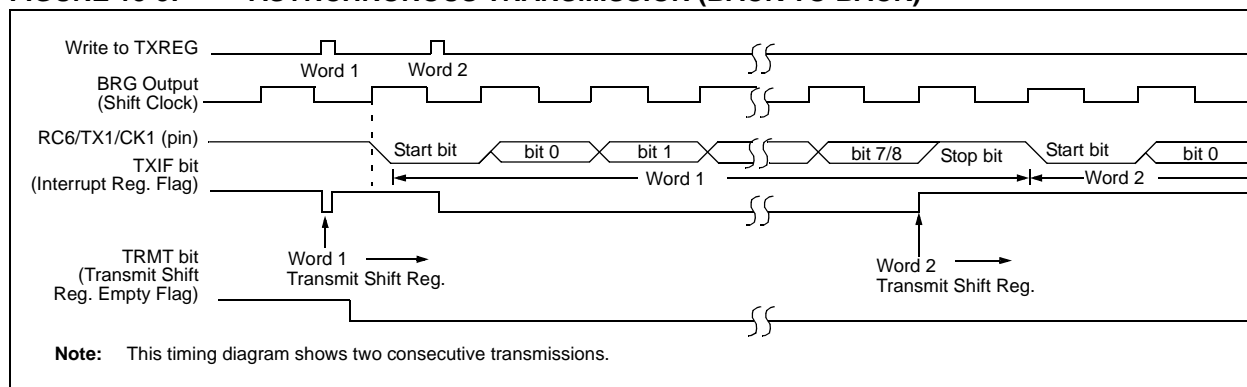 Write to TXREG
Word 1
Word 2
BRG Output
(Shift Clock)
RC6/TX1/CK1 (pin)
Start bit
bit 0
bit 1
bit 7/8
Stop bit
Start bit
bit 0
TXIF bit
(Interrupt Reg. Flag)
Word 1
Word 2
Word 1
Transmit Shift Reg.
Word 2
Transmit Shift Reg.
TRMT bit
(Transmit Shift
Reg. Empty Flag)
Note: This timing diagram shows two consecutive transmissions.